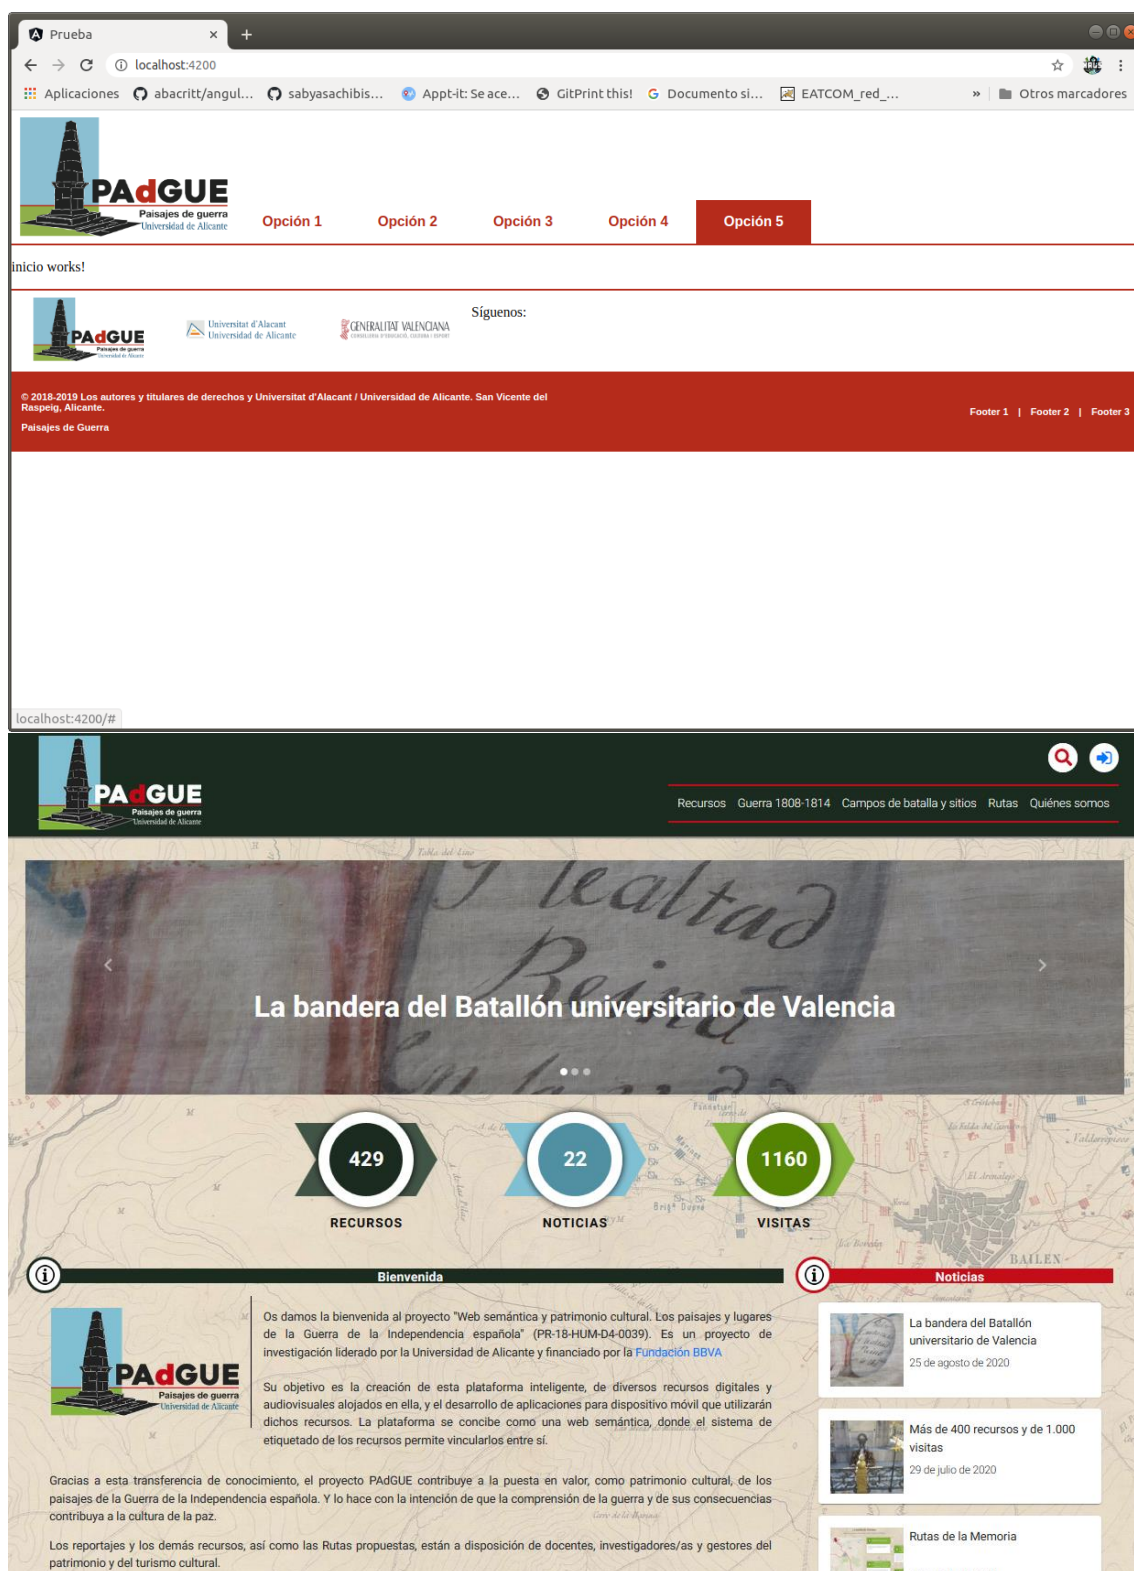 Prueba
localhost:4200
Aplicaciones abacritt/angul... sabyasachibis... Appt-it: Se ace... GitPrint this! Documento si... EATCOM_red_... » Otros marcadores
PAdGUE
Paisajes de guerra
Universidad de Alicante
Opción 1 Opción 2 Opción 3 Opción 4 Opción 5
inicio works!
PAdGUE
Paisajes de guerra
Universidad de Alicante
Universitat d'Alacant
Universidad de Alicante
GENERALITAT VALENCIANA
Síguenos:
© 2018-2019 Los autores y titulares de derechos y Universitat d'Alacant / Universidad de Alicante. San Vicente del
Raspeig, Alicante.
Paisajes de Guerra
Footer 1 | Footer 2 | Footer 3
localhost:4200/#
PAdGUE
Paisajes de guerra
Universidad de Alicante
Recursos Guerra 1808-1814 Campos de batalla y sitios Rutas Quiénes somos
Tabla del Lino
y lealtad
Reina
La bandera del Batallón universitario de Valencia
429
22
1160
RECURSOS
NOTICIAS
VISITAS
El Arenalejo
BAILEN
Bienvenida
Noticias
PAdGUE
Paisajes de guerra
Universidad de Alicante
Os damos la bienvenida al proyecto "Web semántica y patrimonio cultural. Los paisajes y lugares
de la Guerra de la Independencia española" (PR-18-HUM-D4-0039). Es un proyecto de
investigación liderado por la Universidad de Alicante y financiado por la Fundación BBVA
Su objetivo es la creación de esta plataforma inteligente, de diversos recursos digitales y
audiovisuales alojados en ella, y el desarrollo de aplicaciones para dispositivo móvil que utilizarán
dichos recursos. La plataforma se concibe como una web semántica, donde el sistema de
etiquetado de los recursos permite vincularlos entre sí.
Gracias a esta transferencia de conocimiento, el proyecto PAdGUE contribuye a la puesta en valor, como patrimonio cultural, de los
paisajes de la Guerra de la Independencia española. Y lo hace con la intención de que la comprensión de la guerra y de sus consecuencias
contribuya a la cultura de la paz.
Los reportajes y los demás recursos, así como las Rutas propuestas, están a disposición de docentes, investigadores/as y gestores del
patrimonio y del turismo cultural.
La bandera del Batallón
universitario de Valencia
25 de agosto de 2020
Más de 400 recursos y de 1.000
visitas
29 de julio de 2020
Rutas de la Memoria